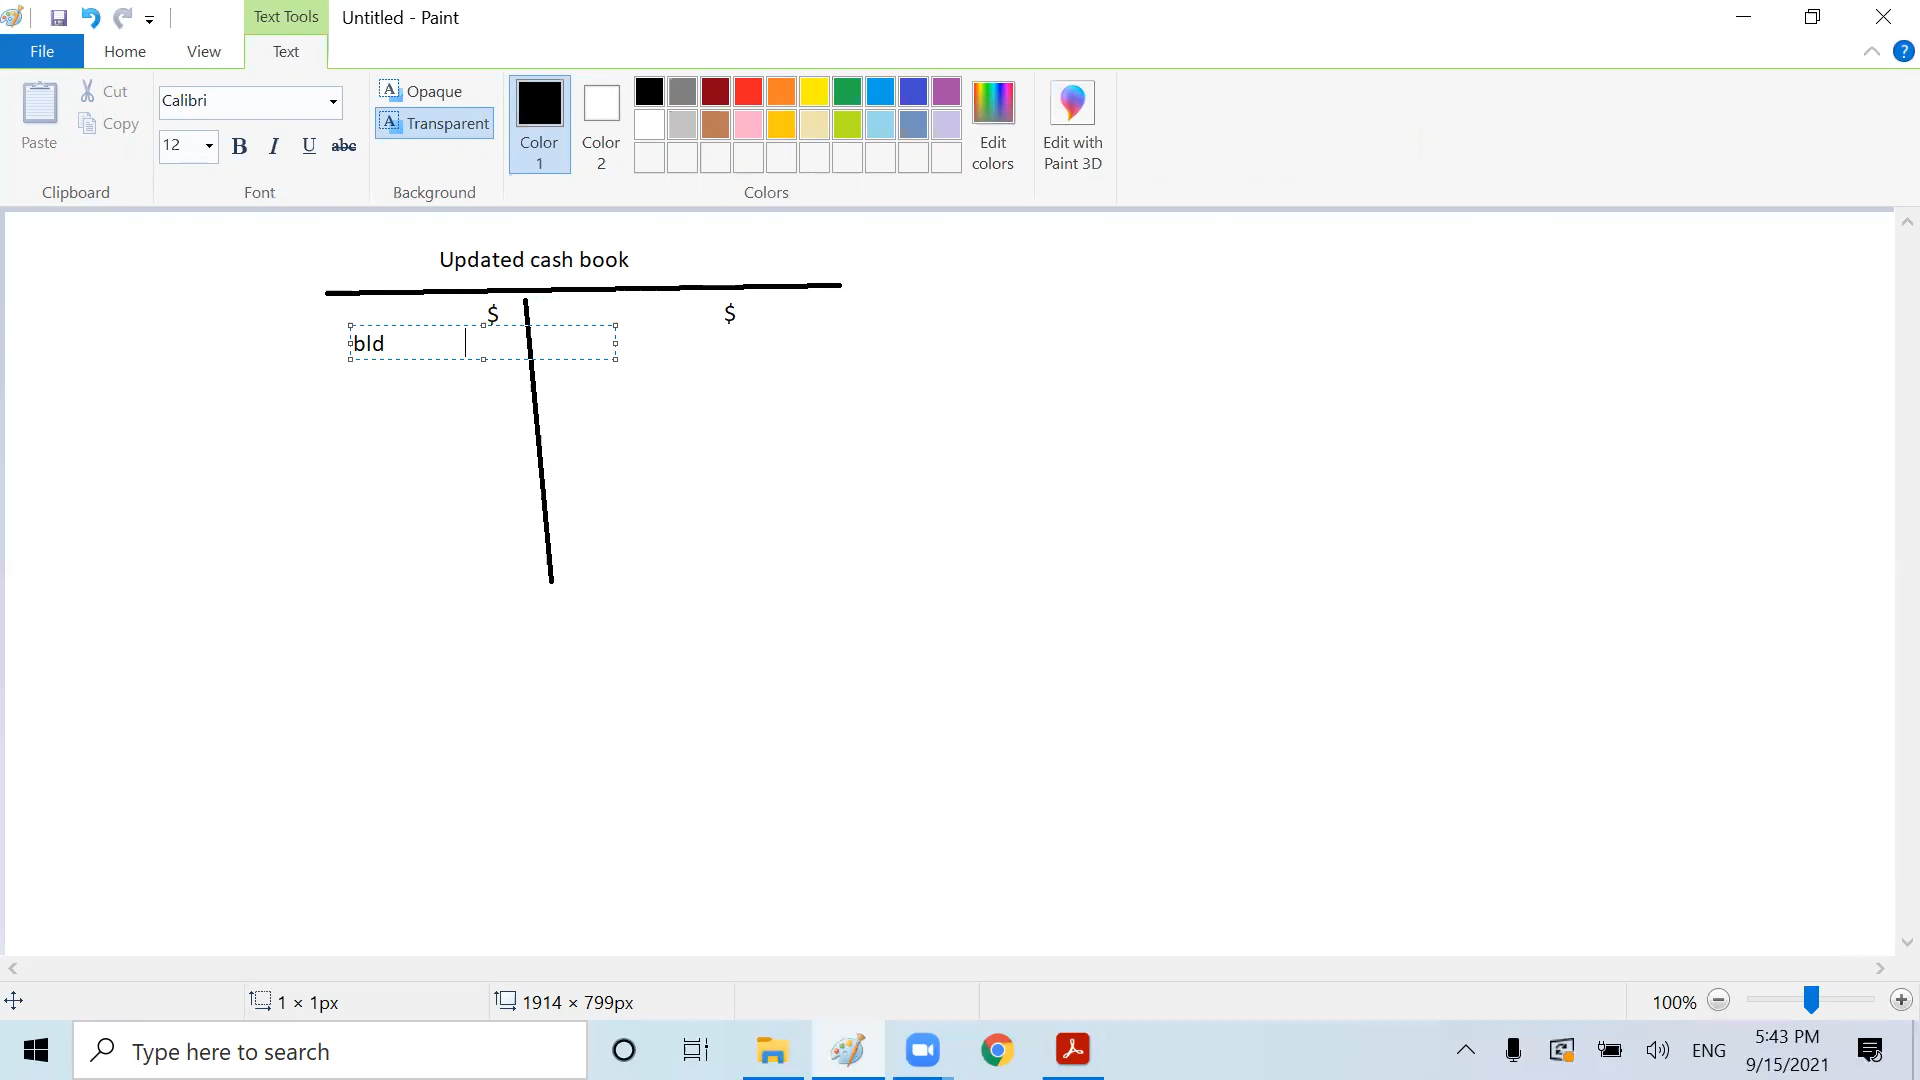 Text Tools
Untitled - Paint
File
Home
View
Text
Paste
Cut
Copy
Clipboard
Calibri
12
B I U abc
Font
A Opaque
A Transparent
Background
Color 1
Color 2
Edit colors
Colors
Edit with Paint 3D
Updated cash book
$ $
bld
1 × 1px
1914 × 799px
100%
Type here to search
ENG
5:43 PM
9/15/2021